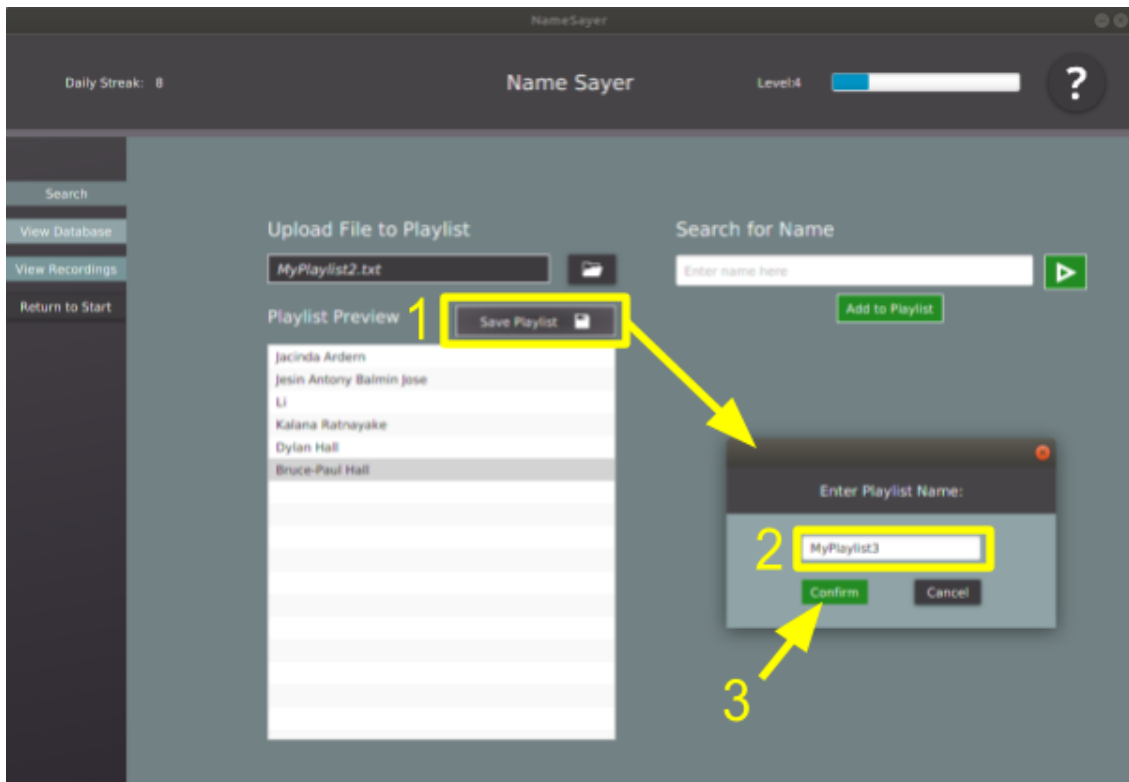 NameSayer
Daily Streak: 8
Name Sayer
Level:4
?
Search
View Database
View Recordings
Return to Start
Upload File to Playlist
MyPlaylist2.txt
Playlist Preview
1
Save Playlist
Jacinda Ardern
Jesin Antony Balmin Jose
Li
Kalana Ratnayake
Dylan Hall
Bruce-Paul Hall
Search for Name
Enter name here
Add to Playlist
Enter Playlist Name:
2
MyPlaylist3
Confirm
Cancel
3